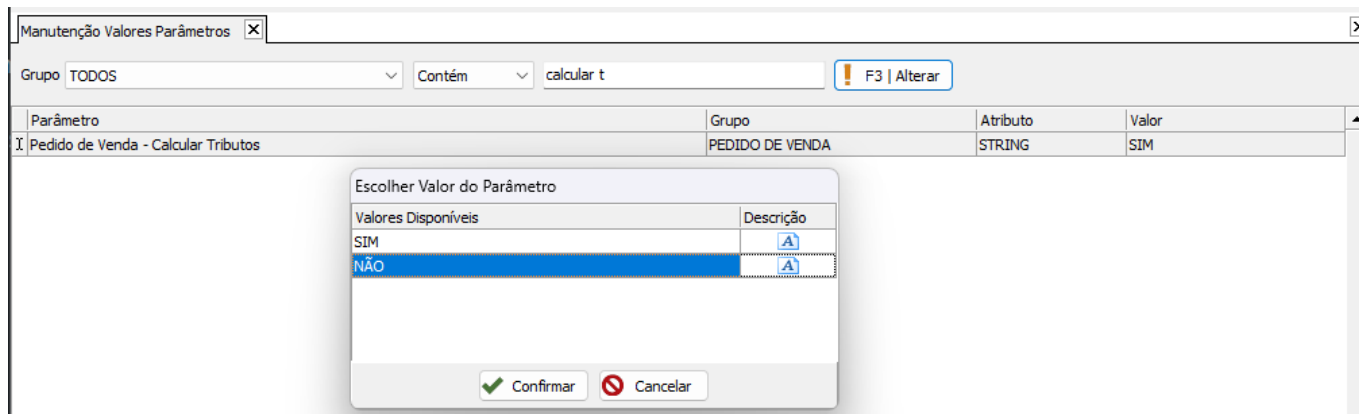 Manutenção Valores Parâmetros
Grupo TODOS Contém calcular t F3 | Alterar
Parâmetro Grupo Atributo Valor
Pedido de Venda - Calcular Tributos PEDIDO DE VENDA STRING SIM
Escolher Valor do Parâmetro
Valores Disponíveis Descrição
SIM
NÃO
Confirmar Cancelar